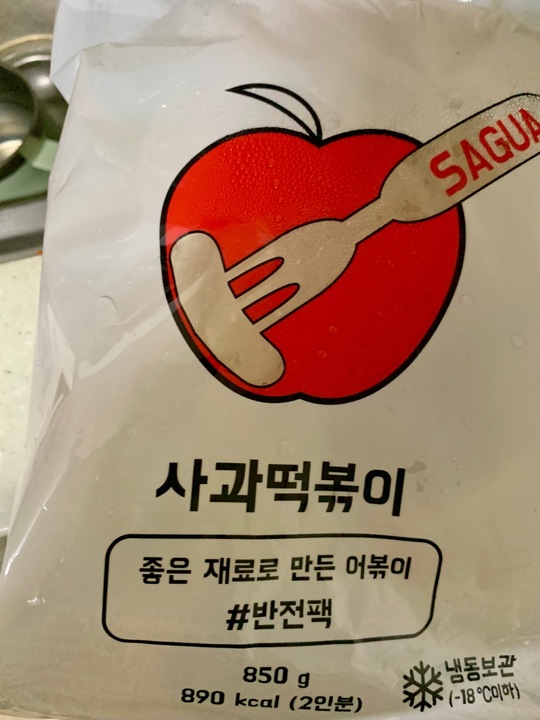 SAGUA
사과떡볶이
좋은 재료로 만든 어볶이
#반전팩
850 g
890 kcal (2인분)
냉동보관
(-18℃이하)